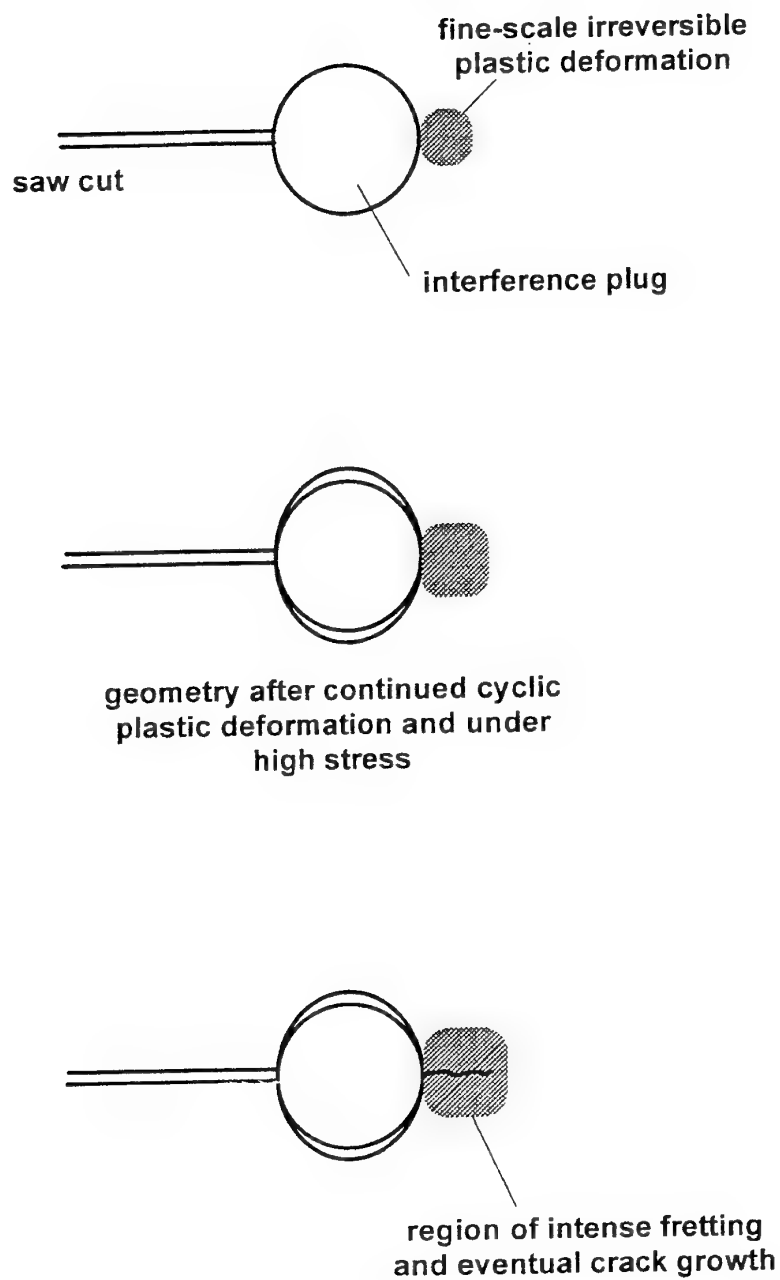 fine-scale irreversible
plastic deformation
saw cut
interference plug
geometry after continued cyclic
plastic deformation and under
high stress
region of intense fretting
and eventual crack growth